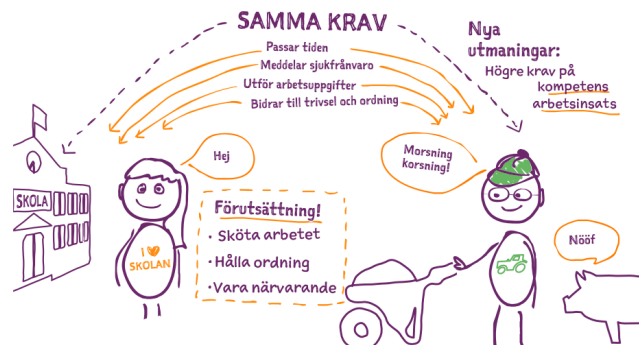 SAMMA KRAV
Passar tiden
Meddelar sjukfrånvaro
Utför arbetsuppgifter
Bidrar till trivsel och ordning
Nya
utmaningar:
Högre krav på
kompetens
arbetsinsats
SKOLA
Hej
I
SKOLAN
Förutsättning!
· Sköta arbetet
· Hålla ordning
· Vara närvarande
Morsning
korsning!
Nööf